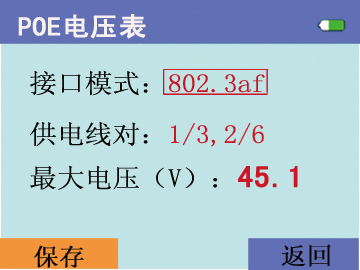 POE电压表
接口模式：802.3af
供电线对：1/3,2/6
最大电压（V）：45.1
保存
返回